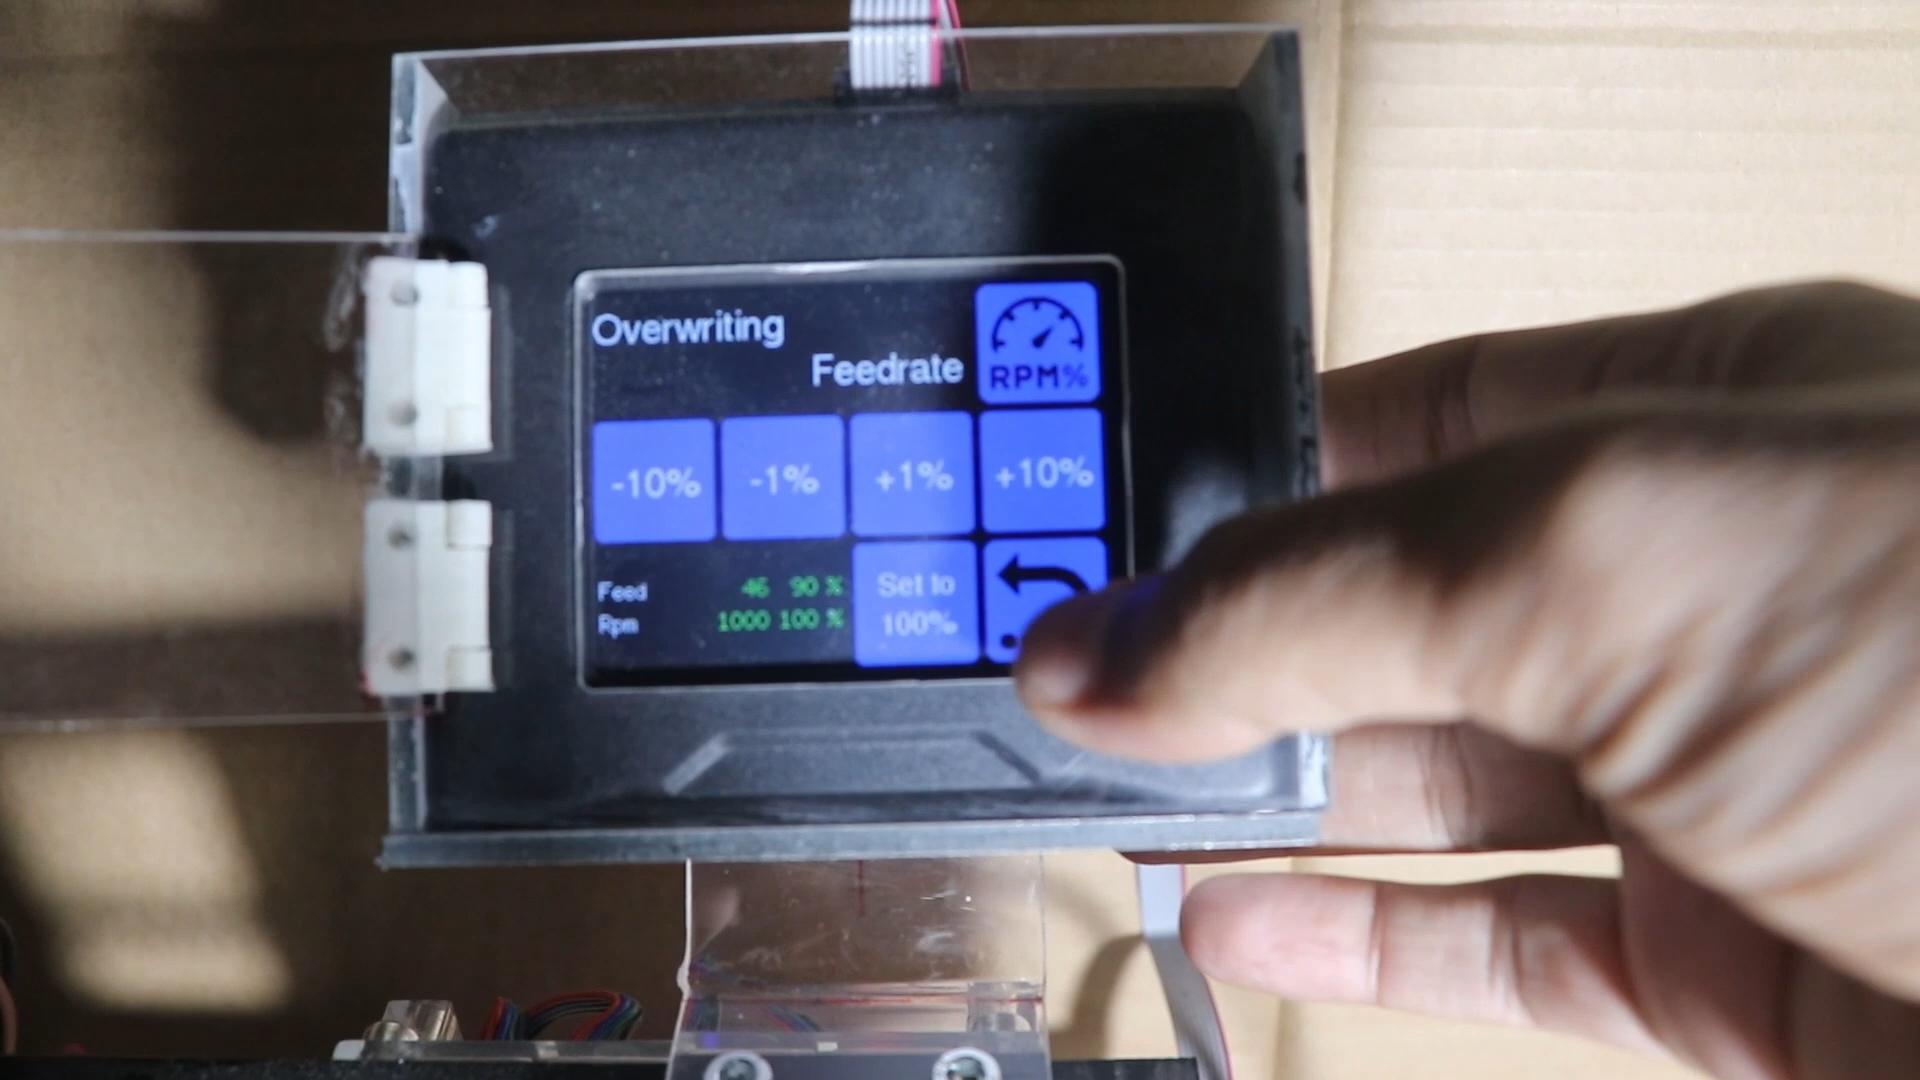 Overwriting
Feedrate
RPM%
-10% -1% +1% +10%
Feed 46 90 %
Rpm 1000 100 %
Set to
100%